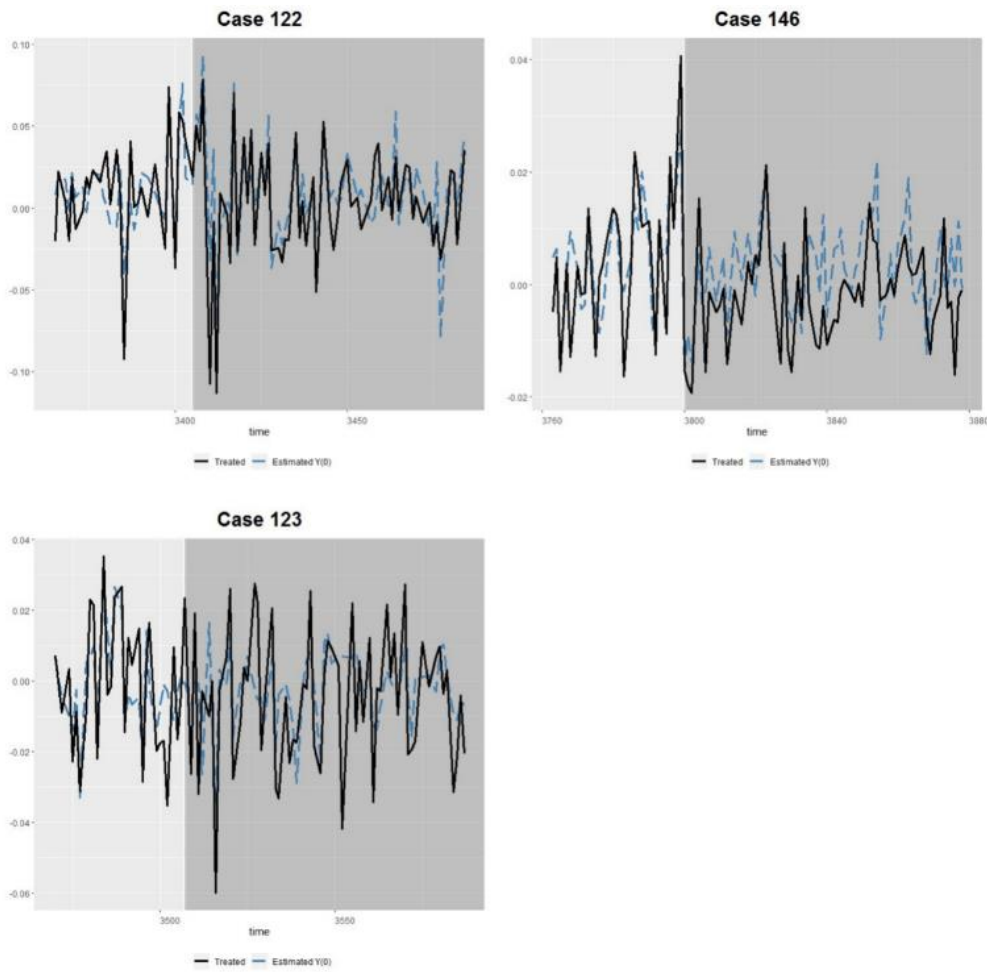 Case 122
0.10
0.05
0.00
-0.05
-0.10
3400 3450
time
Treated Estimated Y(0)
Case 146
0.04
0.02
0.00
-0.02
3760 3800 3840 3880
time
Treated Estimated Y(0)
Case 123
0.04
0.02
0.00
-0.02
-0.04
-0.06
3500 3550
time
Treated Estimated Y(0)